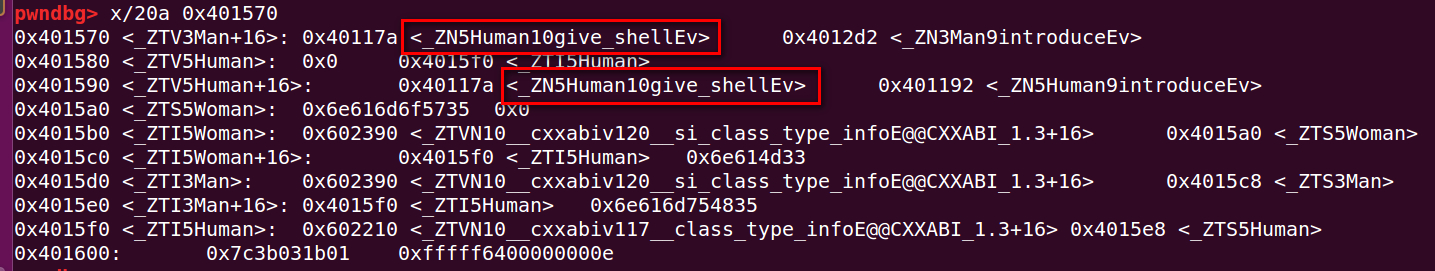 pwndbg> x/20a 0x401570
0x401570 <_ZTV3Man+16>: 0x40117a <_ZN5Human10give_shellEv> 0x4012d2 <_ZN3Man9introduceEv>
0x401580 <_ZTV5Human>: 0x0 0x4015f0 <_ZTI5Human>
0x401590 <_ZTV5Human+16>: 0x40117a <_ZN5Human10give_shellEv> 0x401192 <_ZN5Human9introduceEv>
0x4015a0 <_ZTS5Woman>: 0x6e616d6f5735 0x0
0x4015b0 <_ZTI5Woman>: 0x602390 <_ZTVN10__cxxabiv120__si_class_type_infoE@@CXXABI_1.3+16> 0x4015a0 <_ZTS5Woman>
0x4015c0 <_ZTI5Woman+16>: 0x4015f0 <_ZTI5Human> 0x6e614d33
0x4015d0 <_ZTI3Man>: 0x602390 <_ZTVN10__cxxabiv120__si_class_type_infoE@@CXXABI_1.3+16> 0x4015c8 <_ZTS3Man>
0x4015e0 <_ZTI3Man+16>: 0x4015f0 <_ZTI5Human> 0x6e616d754835
0x4015f0 <_ZTI5Human>: 0x602210 <_ZTVN10__cxxabiv117__class_type_infoE@@CXXABI_1.3+16> 0x4015e8 <_ZTS5Human>
0x401600: 0x7c3b031b01 0xfffff6400000000e